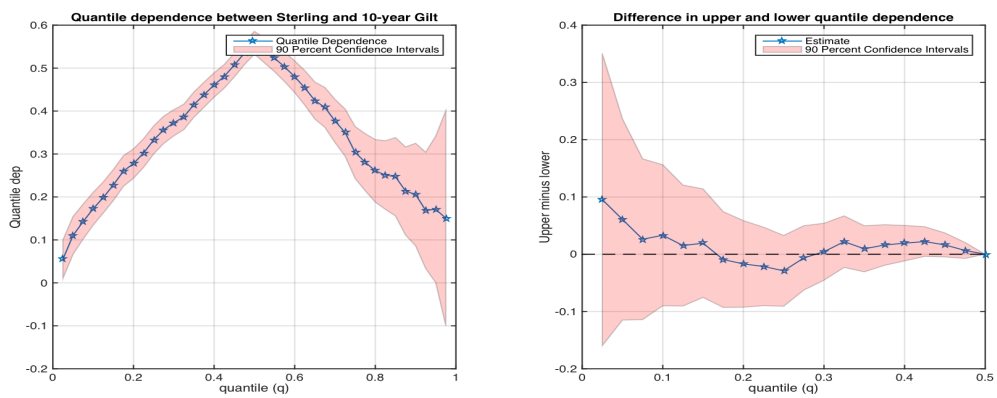 Quantile dependence between Sterling and 10-year Gilt
0.6
0.5
0.4
0.3
0.2
0.1
0
-0.1
-0.2
Quantile dep
Quantile Dependence
90 Percent Confidence Intervals
0
0.2
0.4
0.6
0.8
1
quantile (q)
Difference in upper and lower quantile dependence
0.4
0.3
0.2
0.1
0
-0.1
-0.2
Upper minus lower
Estimate
90 Percent Confidence Intervals
0
0.1
0.2
0.3
0.4
0.5
quantile (q)